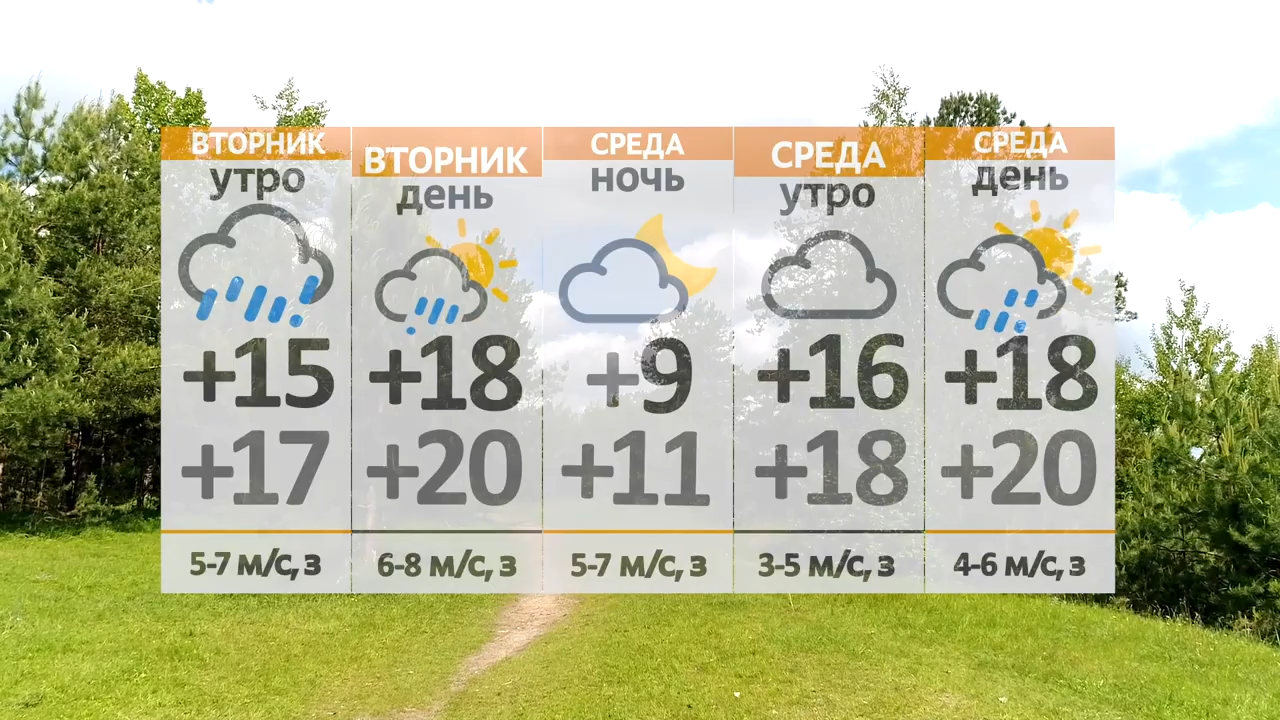 ВТОРНИК
утро
+15
+17
5-7 м/с, з
ВТОРНИК
день
+18
+20
6-8 м/с, з
СРЕДА
ночь
+9
+11
5-7 м/с, з
СРЕДА
утро
+16
+18
3-5 м/с, з
СРЕДА
день
+18
+20
4-6 м/с, з